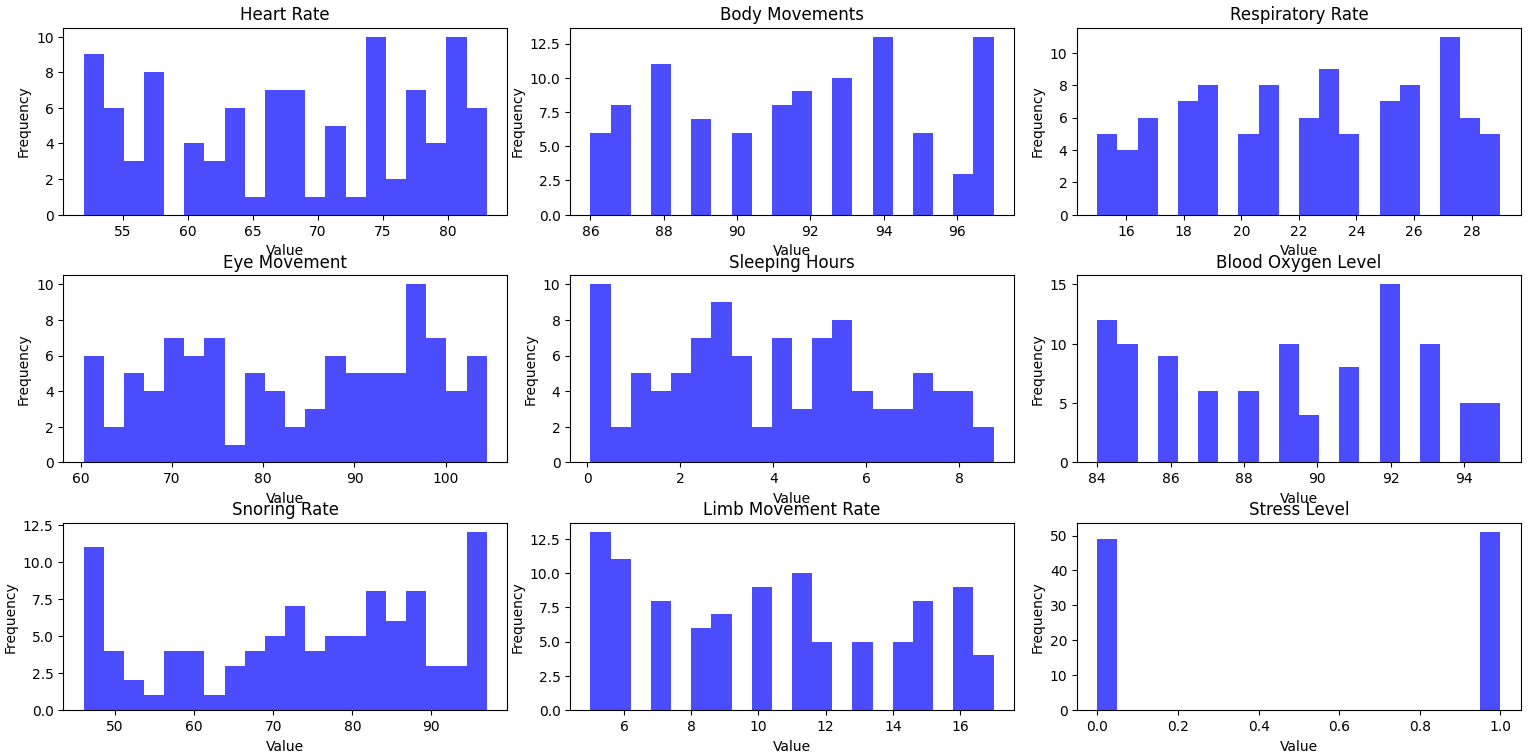 Heart Rate
Body Movements
Respiratory Rate
Frequency
10
8
6
4
2
0
55 60 65 70 75 80
Value
Frequency
12.5
10.0
7.5
5.0
2.5
0.0
86 88 90 92 94 96
Value
Frequency
10
8
6
4
2
0
16 18 20 22 24 26 28
Value
Eye Movement
Sleeping Hours
Blood Oxygen Level
Frequency
10
8
6
4
2
0
60 70 80 90 100
Value
Frequency
10
8
6
4
2
0
0 2 4 6 8
Value
Frequency
15
10
5
0
84 86 88 90 92 94
Value
Snoring Rate
Limb Movement Rate
Stress Level
Frequency
12.5
10.0
7.5
5.0
2.5
0.0
50 60 70 80 90
Value
Frequency
12.5
10.0
7.5
5.0
2.5
0.0
6 8 10 12 14 16
Value
Frequency
50
40
30
20
10
0
0.0 0.2 0.4 0.6 0.8 1.0
Value